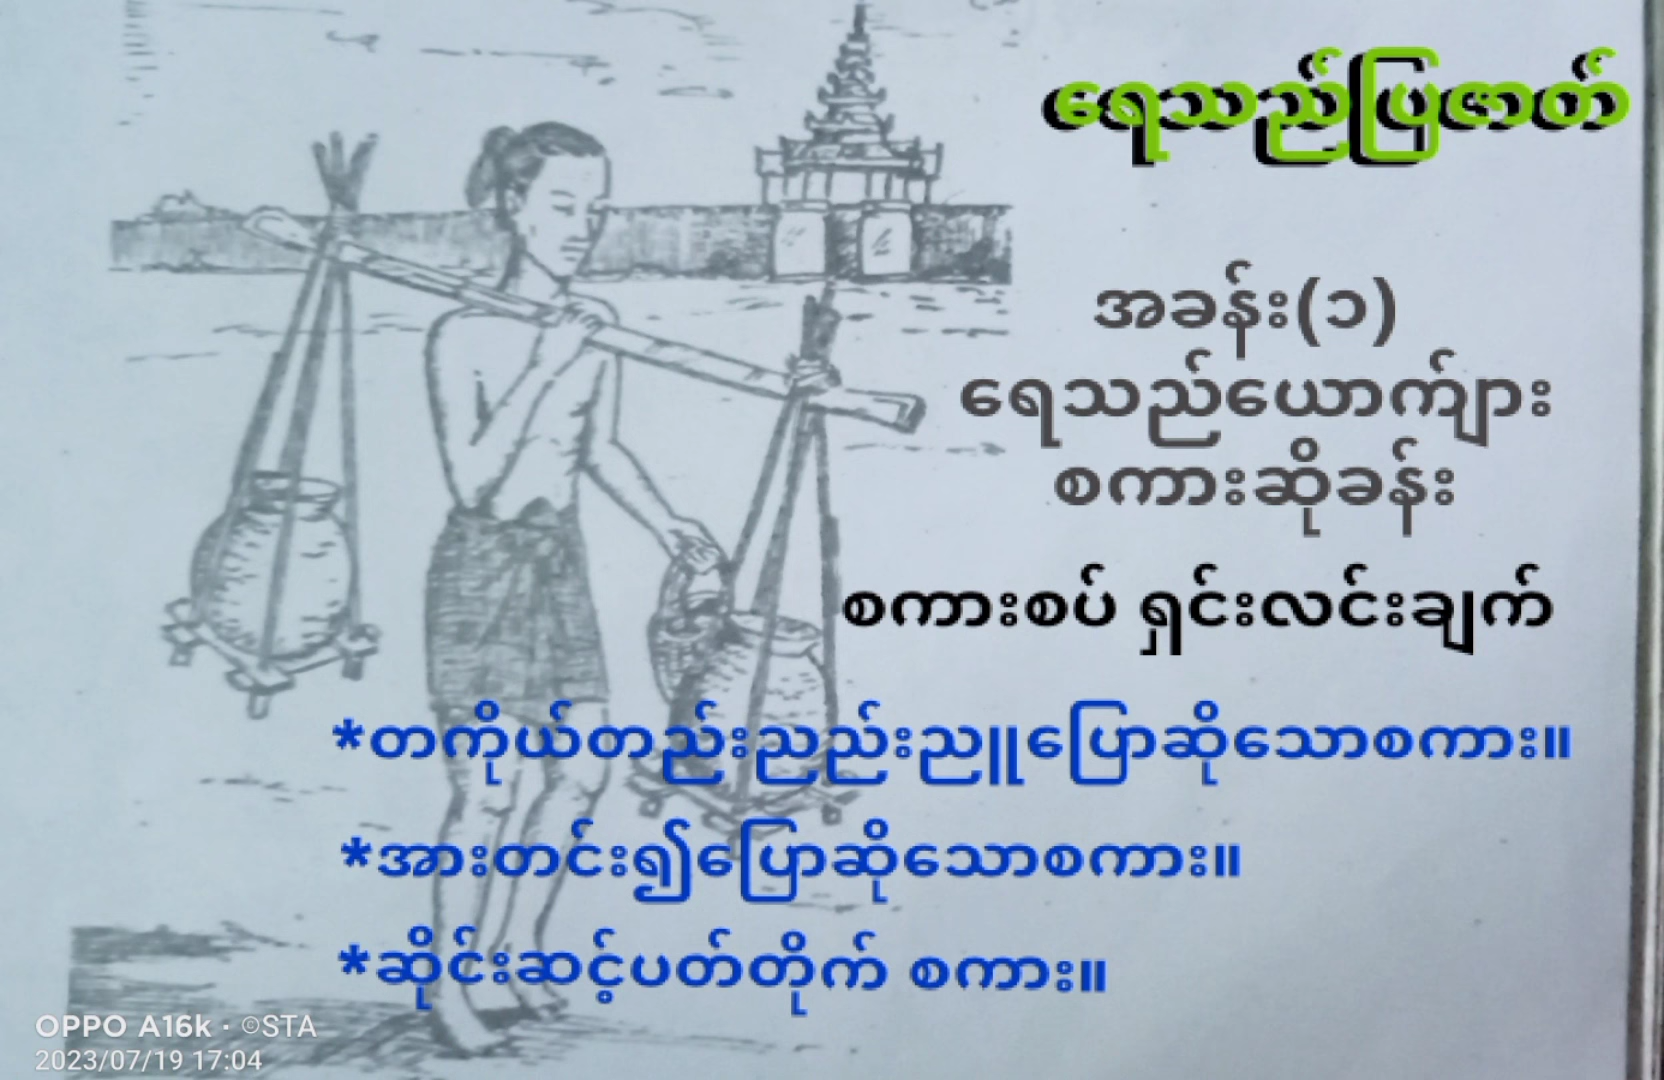 ရေသည်ပြဇာတ်
အခန်း(၁)
ရေသည်ယောက်ျား
စကားဆိုခန်း
စကားစပ် ရှင်းလင်းချက်
*တကိုယ်တည်းညည်းညူပြောဆိုသောစကား။
*အားတင်း၍ပြောဆိုသောစကား။
*ဆိုင်းဆင့်ပတ်တိုက် စကား။
OPPO A16k · ©STA
2023/07/19 17:04